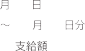 月　　日
～　　月　　日分
支給額